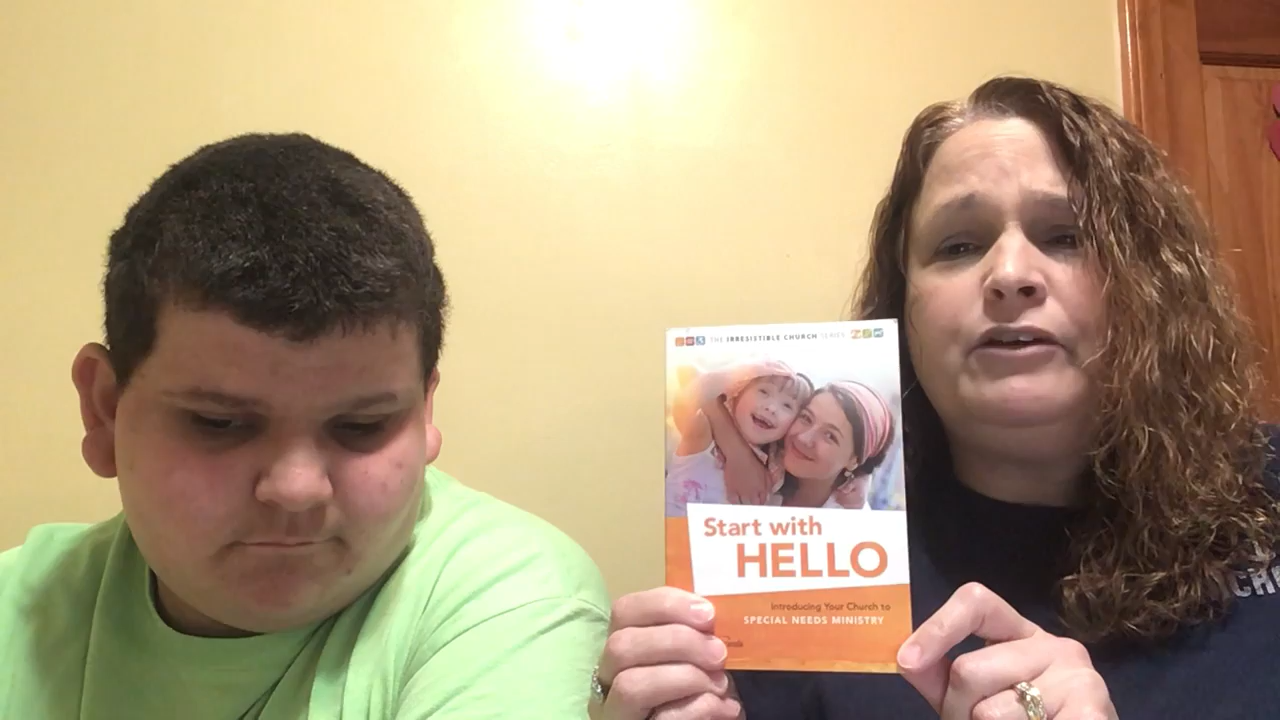 THE IRRESISTIBLE CHURCH SERIES
Start with
HELLO
Introducing Your Church to
SPECIAL NEEDS MINISTRY